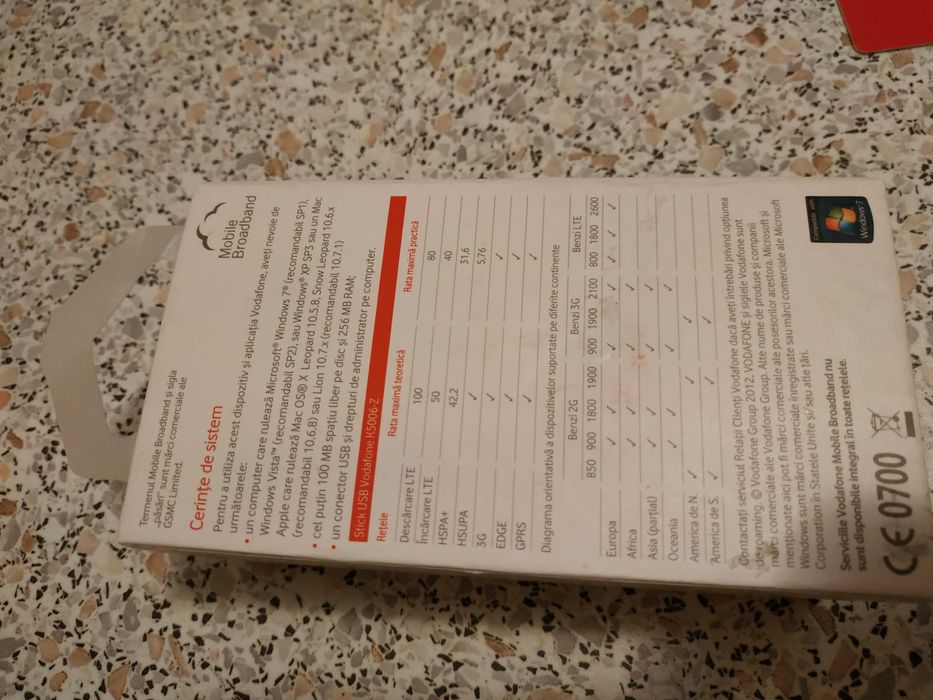 Termenul Mobile Broadband și sigla
„păsări” sunt mărci comerciale ale
GSMC Limited.
Mobile
Broadband
Cerințe de sistem
Pentru a utiliza acest dispozitiv și aplicația Vodafone, aveți nevoie de
următoarele:
• un computer care rulează Microsoft® Windows 7® (recomandabil SP1),
Windows Vista™ (recomandabil SP2), sau Windows® XP SP3 sau un Mac
Apple care rulează Mac OS® X Leopard 10.5.8, Snow Leopard 10.6.x
(recomandabil 10.6.8) sau Lion 10.7.x (recomandabil 10.7.1)
• cel puțin 100 MB spațiu liber pe disc și 256 MB RAM;
• un conector USB și drepturi de administrator pe computer.
Stick USB Vodafone K5006-Z
Rețele Rata maximă teoretică Rata maximă practică
Descărcare LTE 100 80
Încărcare LTE 50 40
HSPA+ 42,2 31,6
HSUPA ✓ 5,76
3G ✓ ✓
EDGE ✓ ✓
GPRS ✓ ✓
Diagrama orientativă a dispozitivelor suportate pe diferite continente
Benzi 2G Benzi 3G Benzi LTE
850 900 1800 1900 900 1900 2100 800 1800 2600
Europa ✓ ✓ ✓ ✓ ✓ ✓ ✓
Africa ✓ ✓ ✓ ✓
Asia (parțial) ✓ ✓ ✓ ✓
Oceania ✓ ✓ ✓ ✓
America de N. ✓ ✓ ✓
America de S. ✓ ✓ ✓
Contactați serviciul Relații Clienți Vodafone dacă aveți întrebări privind opțiunea
de roaming. © Vodafone Group 2012. VODAFONE și siglele Vodafone sunt
mărci comerciale ale Vodafone Group. Alte nume de produse și companii
menționate aici pot fi mărci comerciale ale posesorilor acestora. Microsoft și
Windows sunt mărci comerciale înregistrate sau mărci comerciale ale Microsoft
Corporation în Statele Unite și/sau alte țări.
Serviciile Vodafone Mobile Broadband nu
sunt disponibile integral în toate rețelele.
Compatible with
Windows 7
CE 0700